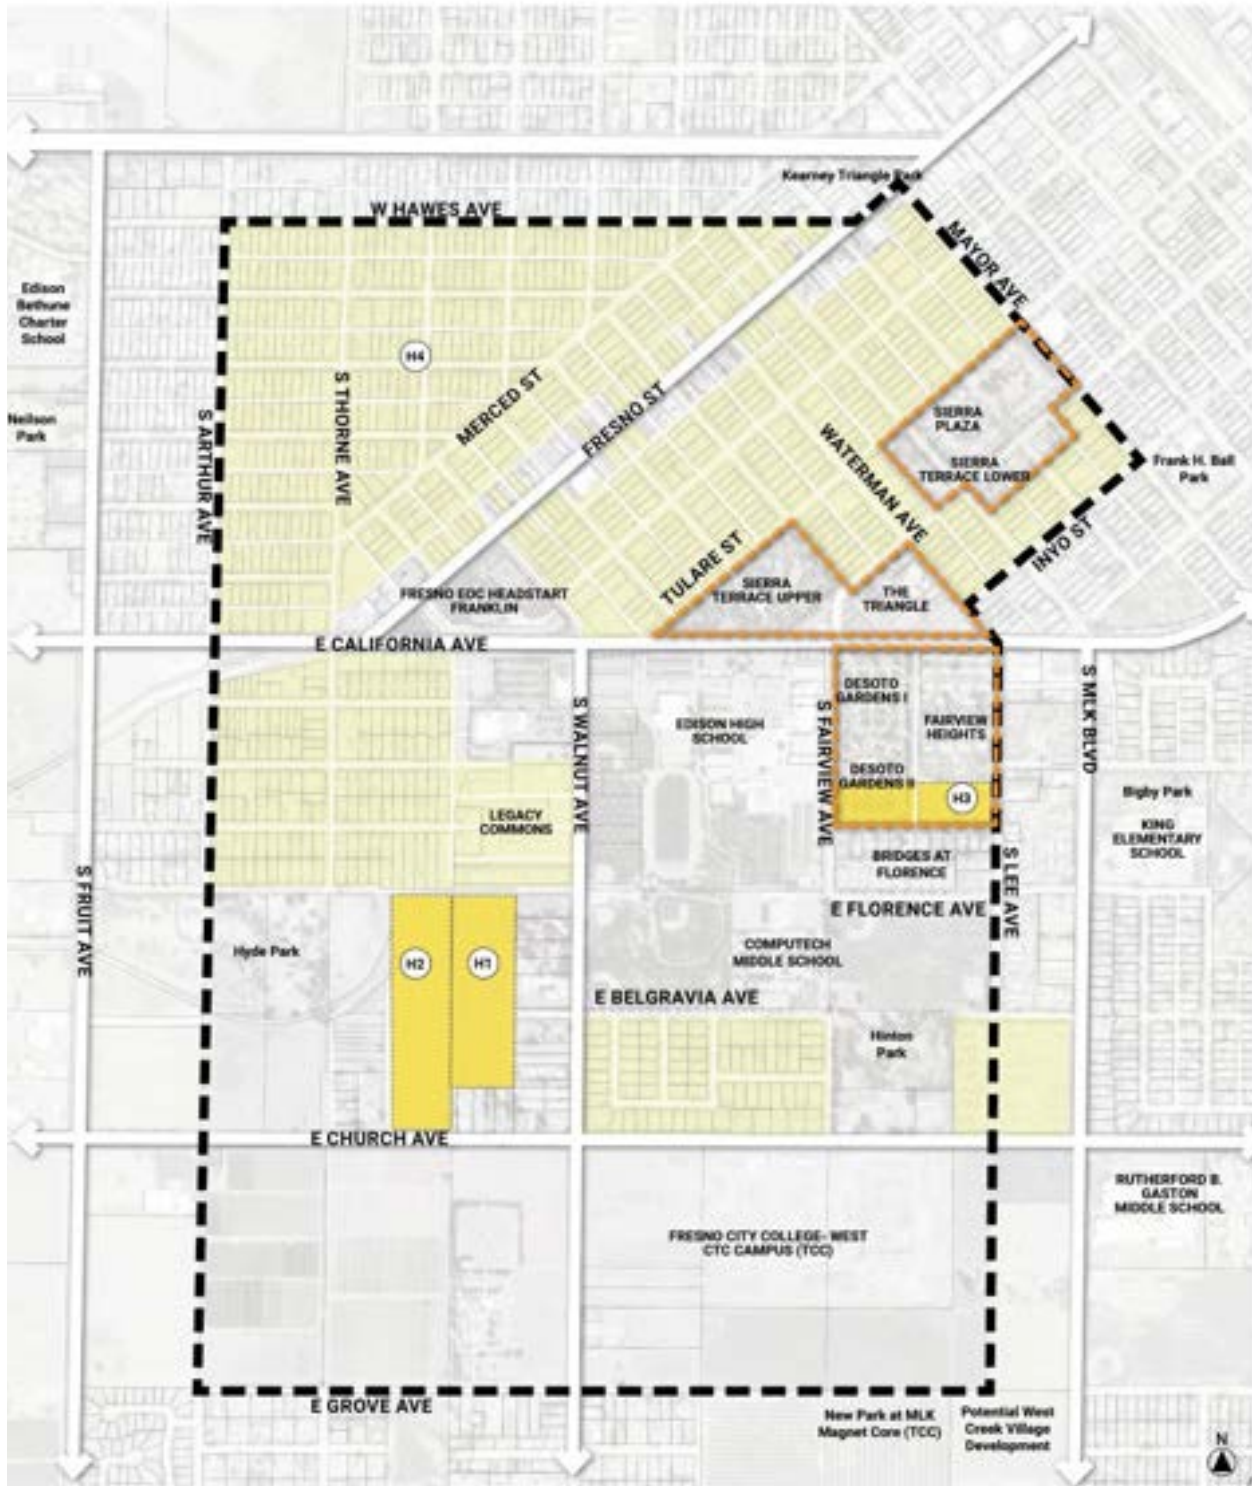 Kearney Triangle Park
W HAWES AVE
MAYOR AVE
Edison
Bethune
Charter
School
H4
S THORNE AVE
MERCED ST
FRESNO ST
SIERRA
PLAZA
Neilson
Park
S ARTHUR AVE
WATERMAN AVE
SIERRA
TERRACE LOWER
Frank H. Ball
Park
INYO ST
TULARE ST
SIERRA
TERRACE UPPER
THE
TRIANGLE
FRESNO EOC HEADSTART
FRANKLIN
E CALIFORNIA AVE
S WALNUT AVE
EDISON HIGH
SCHOOL
S FAIRVIEW AVE
DESOTO
GARDENS I
FAIRVIEW
HEIGHTS
S MLK BLVD
DESOTO
GARDENS II
H3
Bigby Park
KING
ELEMENTARY
SCHOOL
LEGACY
COMMONS
BRIDGES AT
FLORENCE
S LEE AVE
S FRUIT AVE
E FLORENCE AVE
Hyde Park
H2
H1
COMPUTECH
MIDDLE SCHOOL
E BELGRAVIA AVE
Hinton
Park
E CHURCH AVE
RUTHERFORD B.
GASTON
MIDDLE SCHOOL
FRESNO CITY COLLEGE- WEST
CTC CAMPUS (TCC)
E GROVE AVE
New Park at MLK
Magnet Core (TCC)
Potential West
Creek Village
Development
N